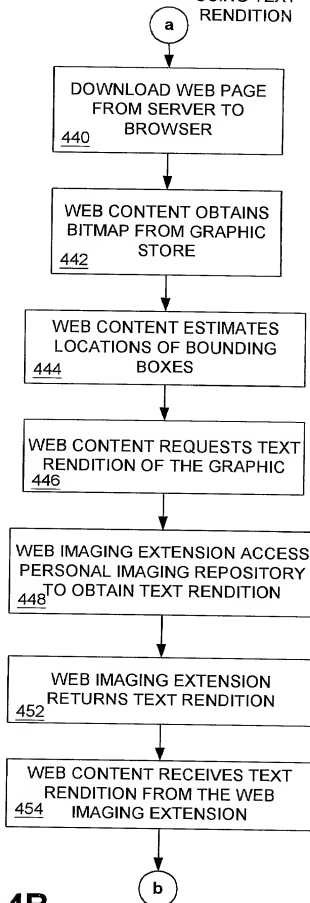 USING TEXT
RENDITION
a
DOWNLOAD WEB PAGE
FROM SERVER TO
BROWSER
440
WEB CONTENT OBTAINS
BITMAP FROM GRAPHIC
STORE
442
WEB CONTENT ESTIMATES
LOCATIONS OF BOUNDING
BOXES
444
WEB CONTENT REQUESTS TEXT
RENDITION OF THE GRAPHIC
446
WEB IMAGING EXTENSION ACCESS
PERSONAL IMAGING REPOSITORY
TO OBTAIN TEXT RENDITION
448
WEB IMAGING EXTENSION
RETURNS TEXT RENDITION
452
WEB CONTENT RECEIVES TEXT
RENDITION FROM THE WEB
IMAGING EXTENSION
454
b
4B